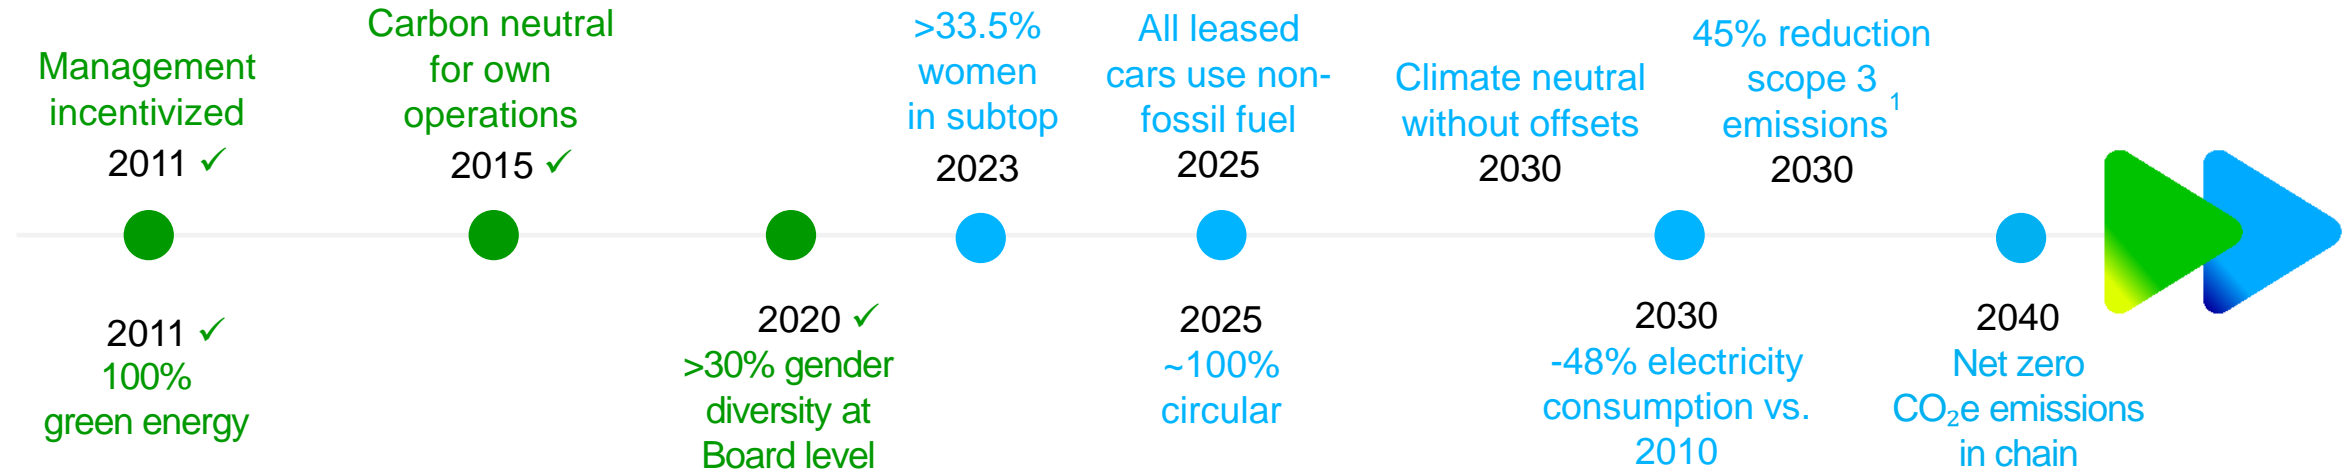 Management
incentivized
2011 ✓
Carbon neutral
for own
operations
2015 ✓
>33.5%
women
in subtop
2023
All leased
cars use non-
fossil fuel
2025
Climate neutral
without offsets
2030
45% reduction
scope 3
emissions¹
2030
2011 ✓
100%
green energy
2020 ✓
>30% gender
diversity at
Board level
2025
~100%
circular
2030
-48% electricity
consumption vs.
2010
2040
Net zero
CO₂e emissions
in chain